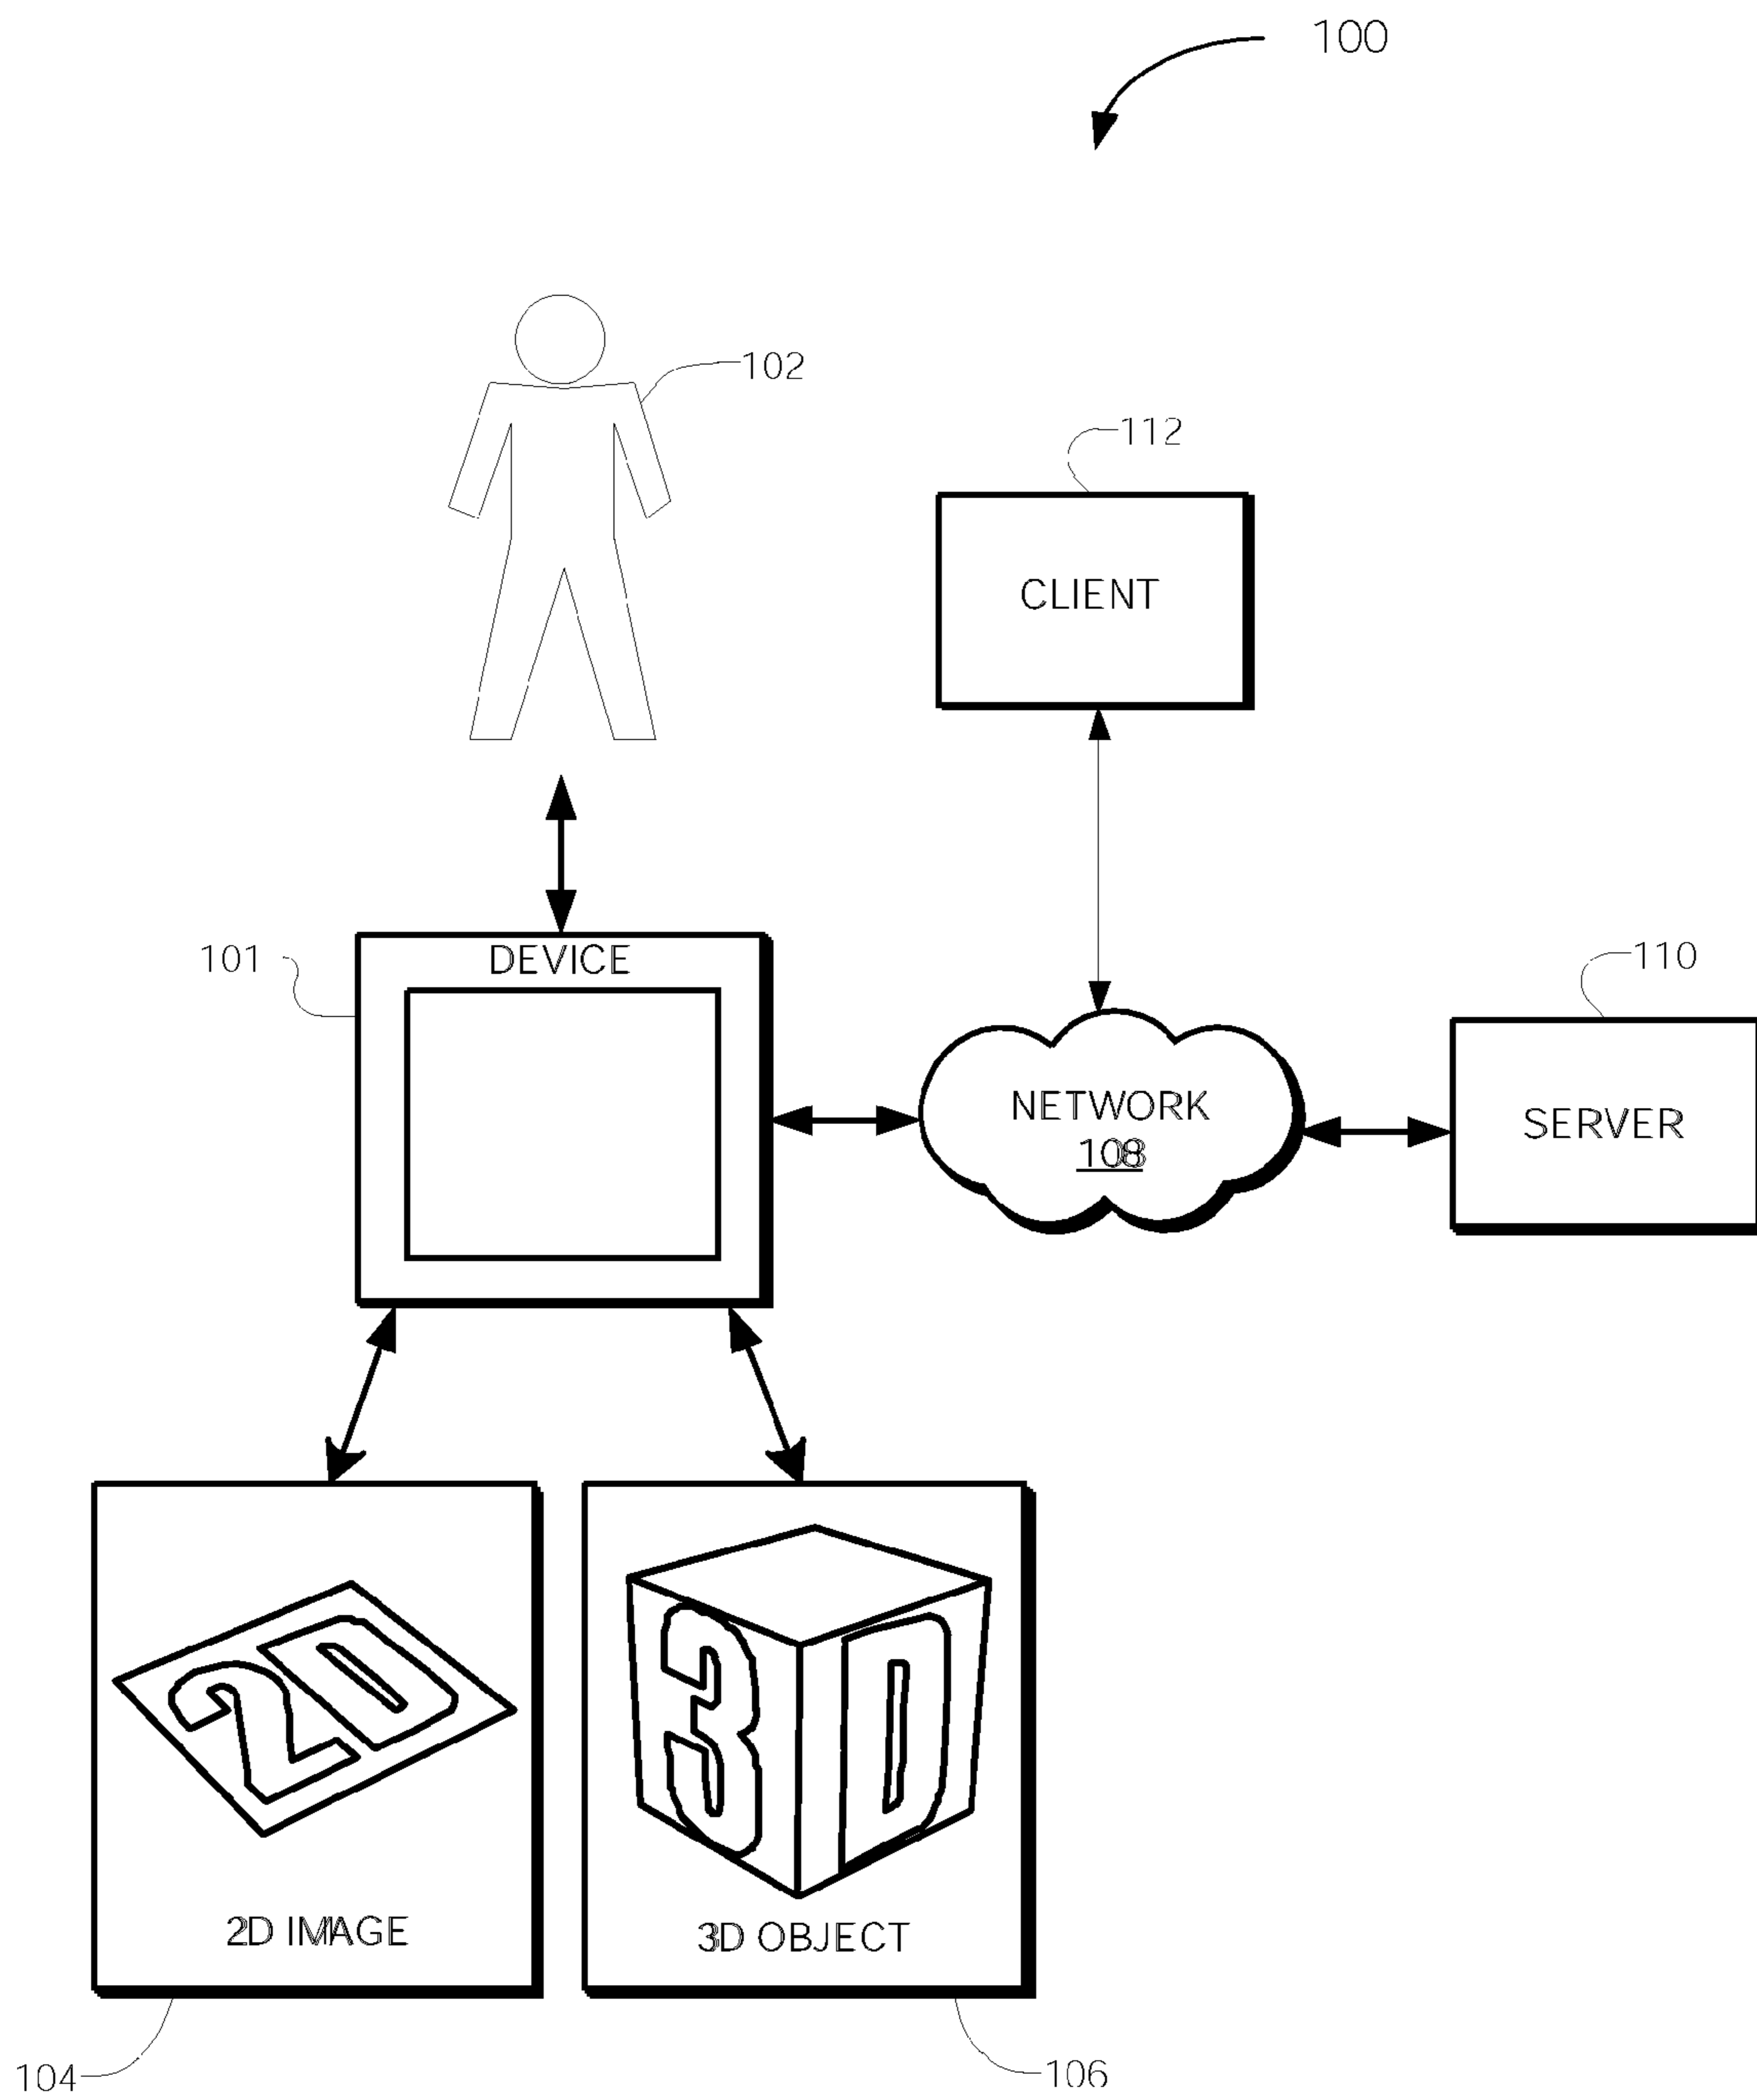 100
102
112
CLIENT
101
DEVICE
110
NETWORK
108
SERVER
2D
3D
2D IMAGE
3D OBJECT
104
106